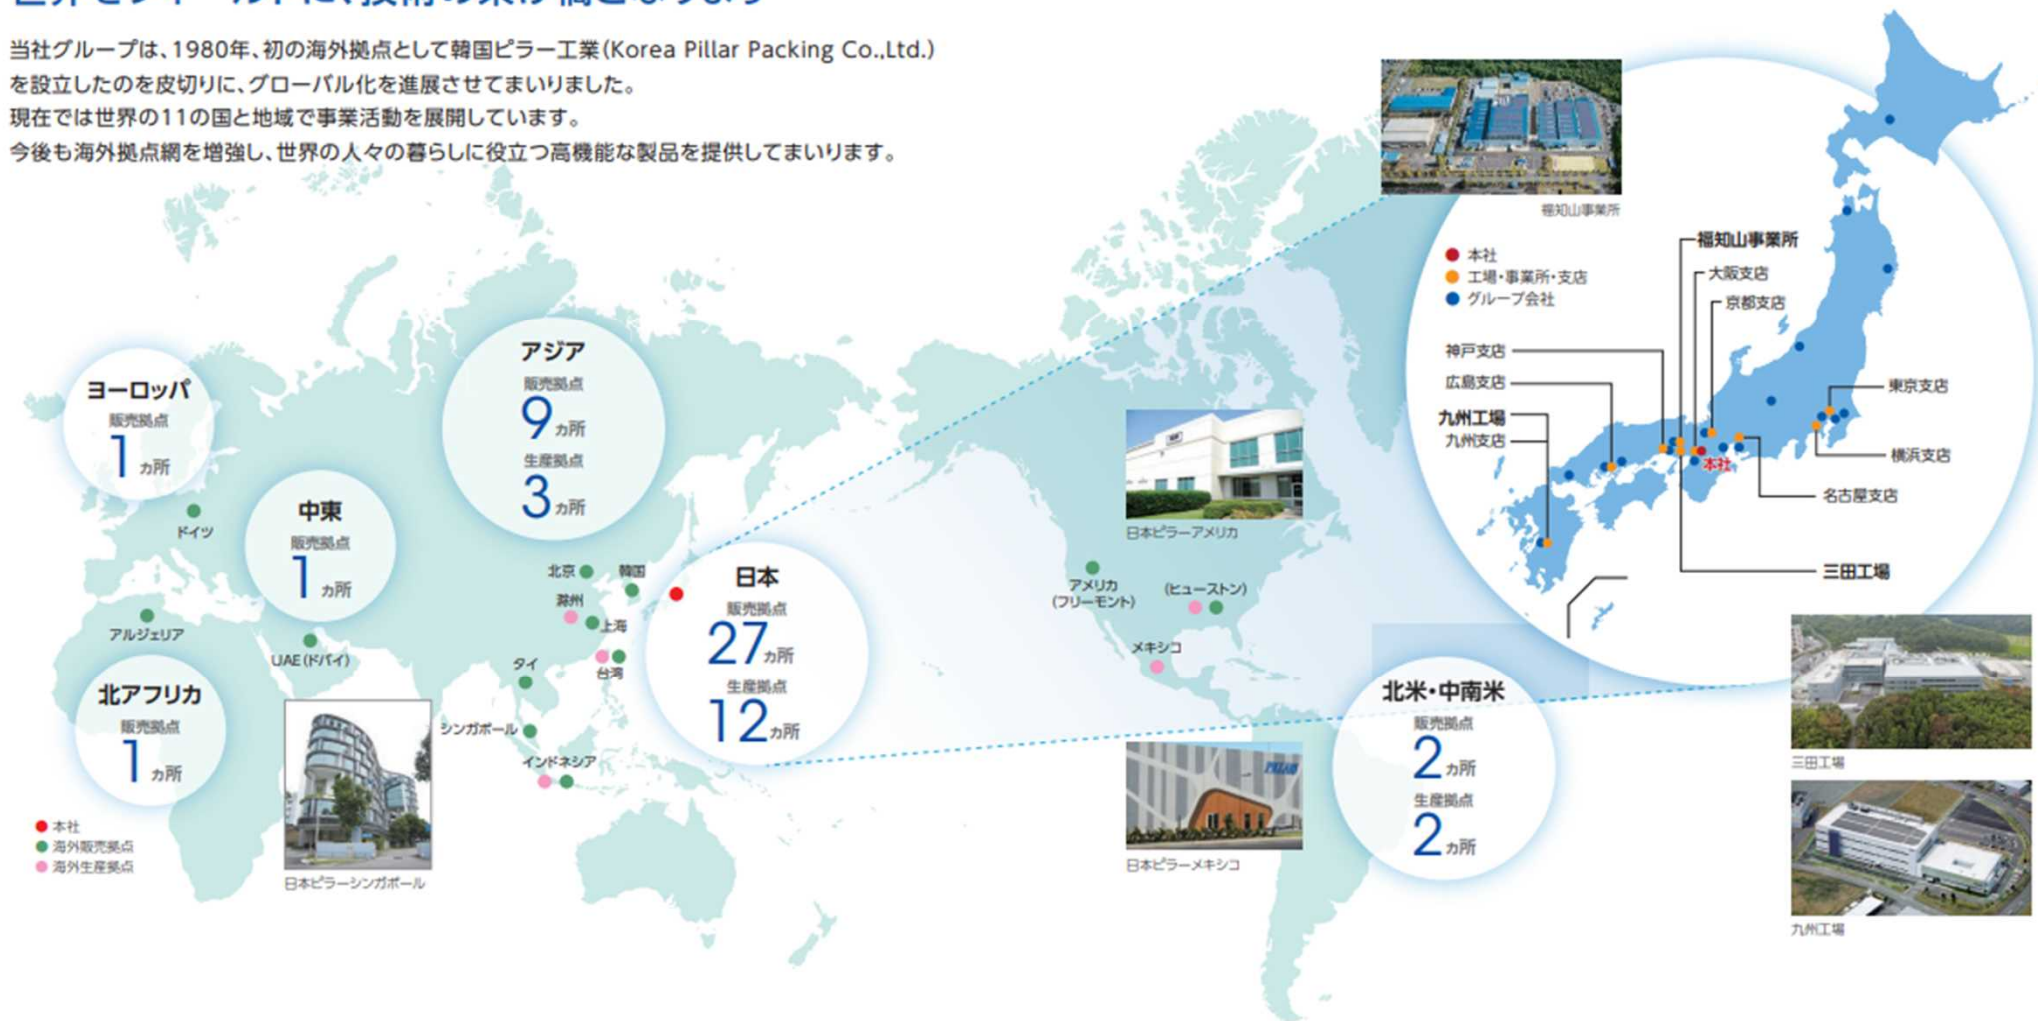 当社グループは、1980年、初の海外拠点として韓国ピラー工業(Korea Pillar Packing Co.,Ltd.)
を設立したのを皮切りに、グローバル化を進展させてまいりました。
現在では世界の11の国と地域で事業活動を展開しています。
今後も海外拠点網を増強し、世界の人々の暮らしに役立つ高機能な製品を提供してまいります。
福知山事業所
本社
工場・事業所・支店
グループ会社
福知山事業所
大阪支店
京都支店
神戸支店
広島支店
九州工場
九州支店
東京支店
横浜支店
名古屋支店
本社
三田工場
ヨーロッパ
販売拠点
1ヵ所
ドイツ
アジア
販売拠点
9ヵ所
生産拠点
3ヵ所
中東
販売拠点
1ヵ所
北京
韓国
滁州
上海
台湾
タイ
シンガポール
インドネシア
アルジェリア
UAE(ドバイ)
北アフリカ
販売拠点
1ヵ所
日本
販売拠点
27ヵ所
生産拠点
12ヵ所
日本ピラーアメリカ
アメリカ
(フリーモント)
(ヒューストン)
メキシコ
北米・中南米
販売拠点
2ヵ所
生産拠点
2ヵ所
PILLAR
日本ピラーメキシコ
三田工場
九州工場
本社
海外販売拠点
海外生産拠点
日本ピラーシンガポール